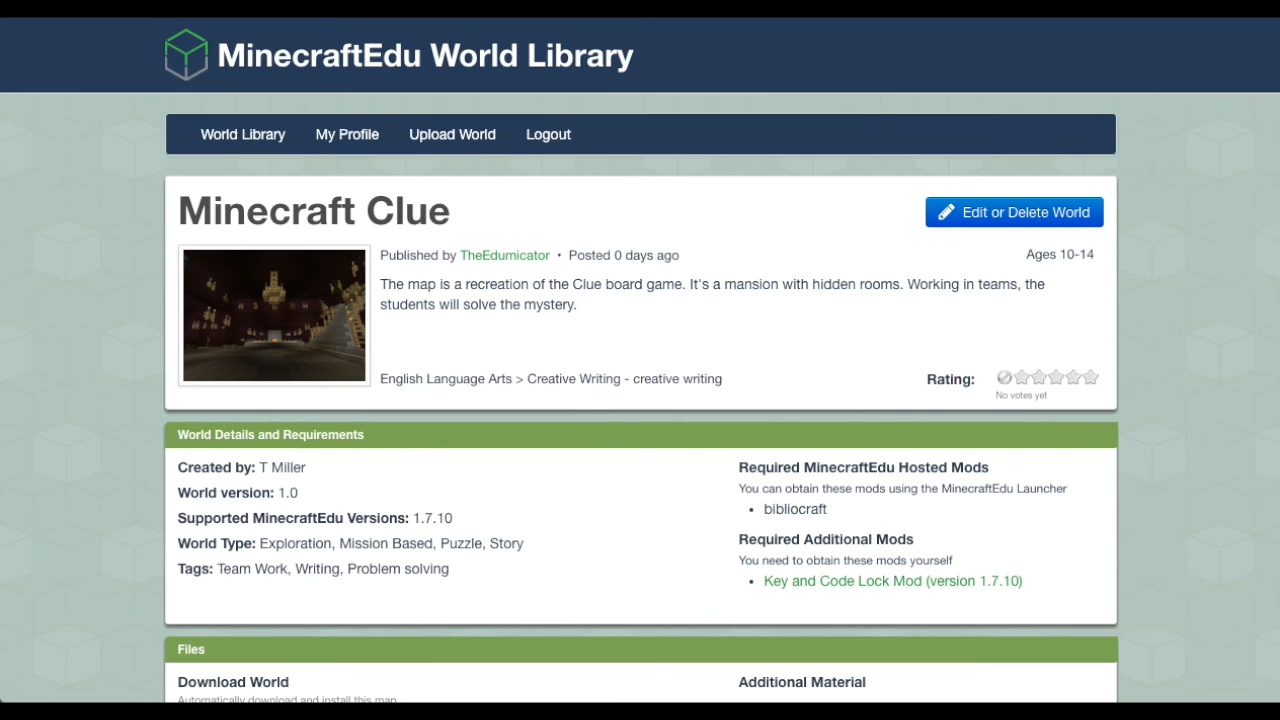 MinecraftEdu World Library
World Library My Profile Upload World Logout
Minecraft Clue
Edit or Delete World
Published by TheEdumicator · Posted 0 days ago
Ages 10-14
The map is a recreation of the Clue board game. It's a mansion with hidden rooms. Working in teams, the
students will solve the mystery.
English Language Arts > Creative Writing - creative writing
Rating:
No votes yet
World Details and Requirements
Created by: T Miller
World version: 1.0
Supported MinecraftEdu Versions: 1.7.10
World Type: Exploration, Mission Based, Puzzle, Story
Tags: Team Work, Writing, Problem solving
Required MinecraftEdu Hosted Mods
You can obtain these mods using the MinecraftEdu Launcher
• bibliocraft
Required Additional Mods
You need to obtain these mods yourself
• Key and Code Lock Mod (version 1.7.10)
Files
Download World
Automatically download and install this map
Additional Material